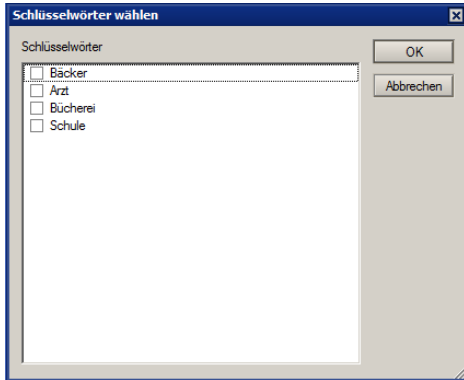 Schlüsselwörter wählen
Schlüsselwörter
OK
Abbrechen
Bäcker
Arzt
Bücherei
Schule